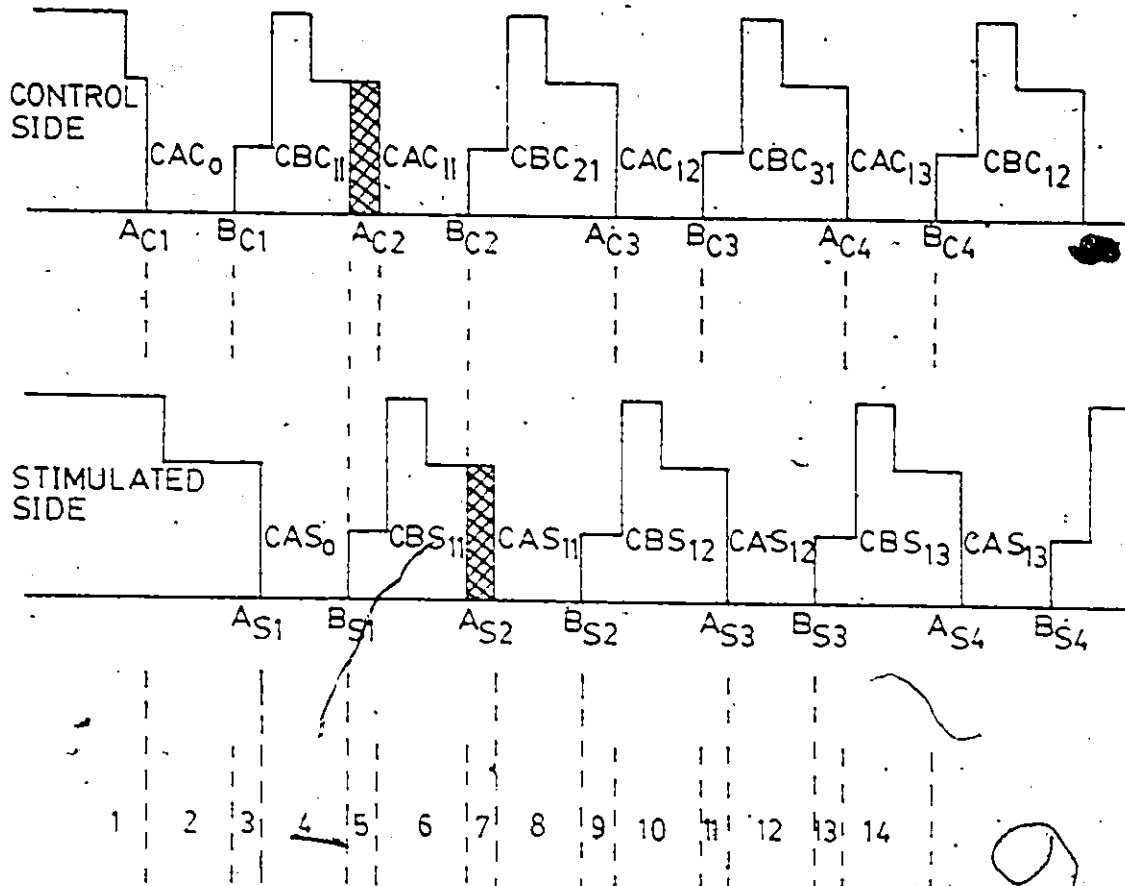 CONTROL
SIDE
CAC0 CBC11 CAC11 CBC21 CAC12 CBC31 CAC13 CBC12
AC1 BC1 AC2 BC2 AC3 BC3 AC4 BC4
STIMULATED
SIDE
CAS0 CBS11 CAS11 CBS12 CAS12 CBS13 CAS13
AS1 BS1 AS2 BS2 AS3 BS3 AS4 BS4
1 2 3 4 5 6 7 8 9 10 11 12 13 14